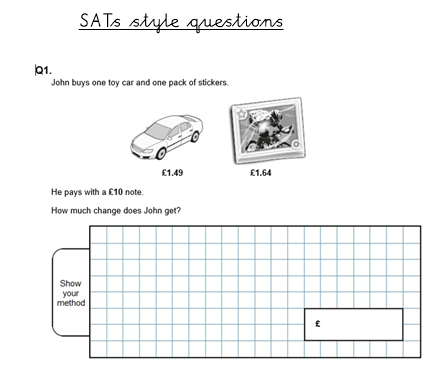 SATs style questions
Q1.
John buys one toy car and one pack of stickers.
£1.49 £1.64
He pays with a £10 note.
How much change does John get?
Show
your
method
£